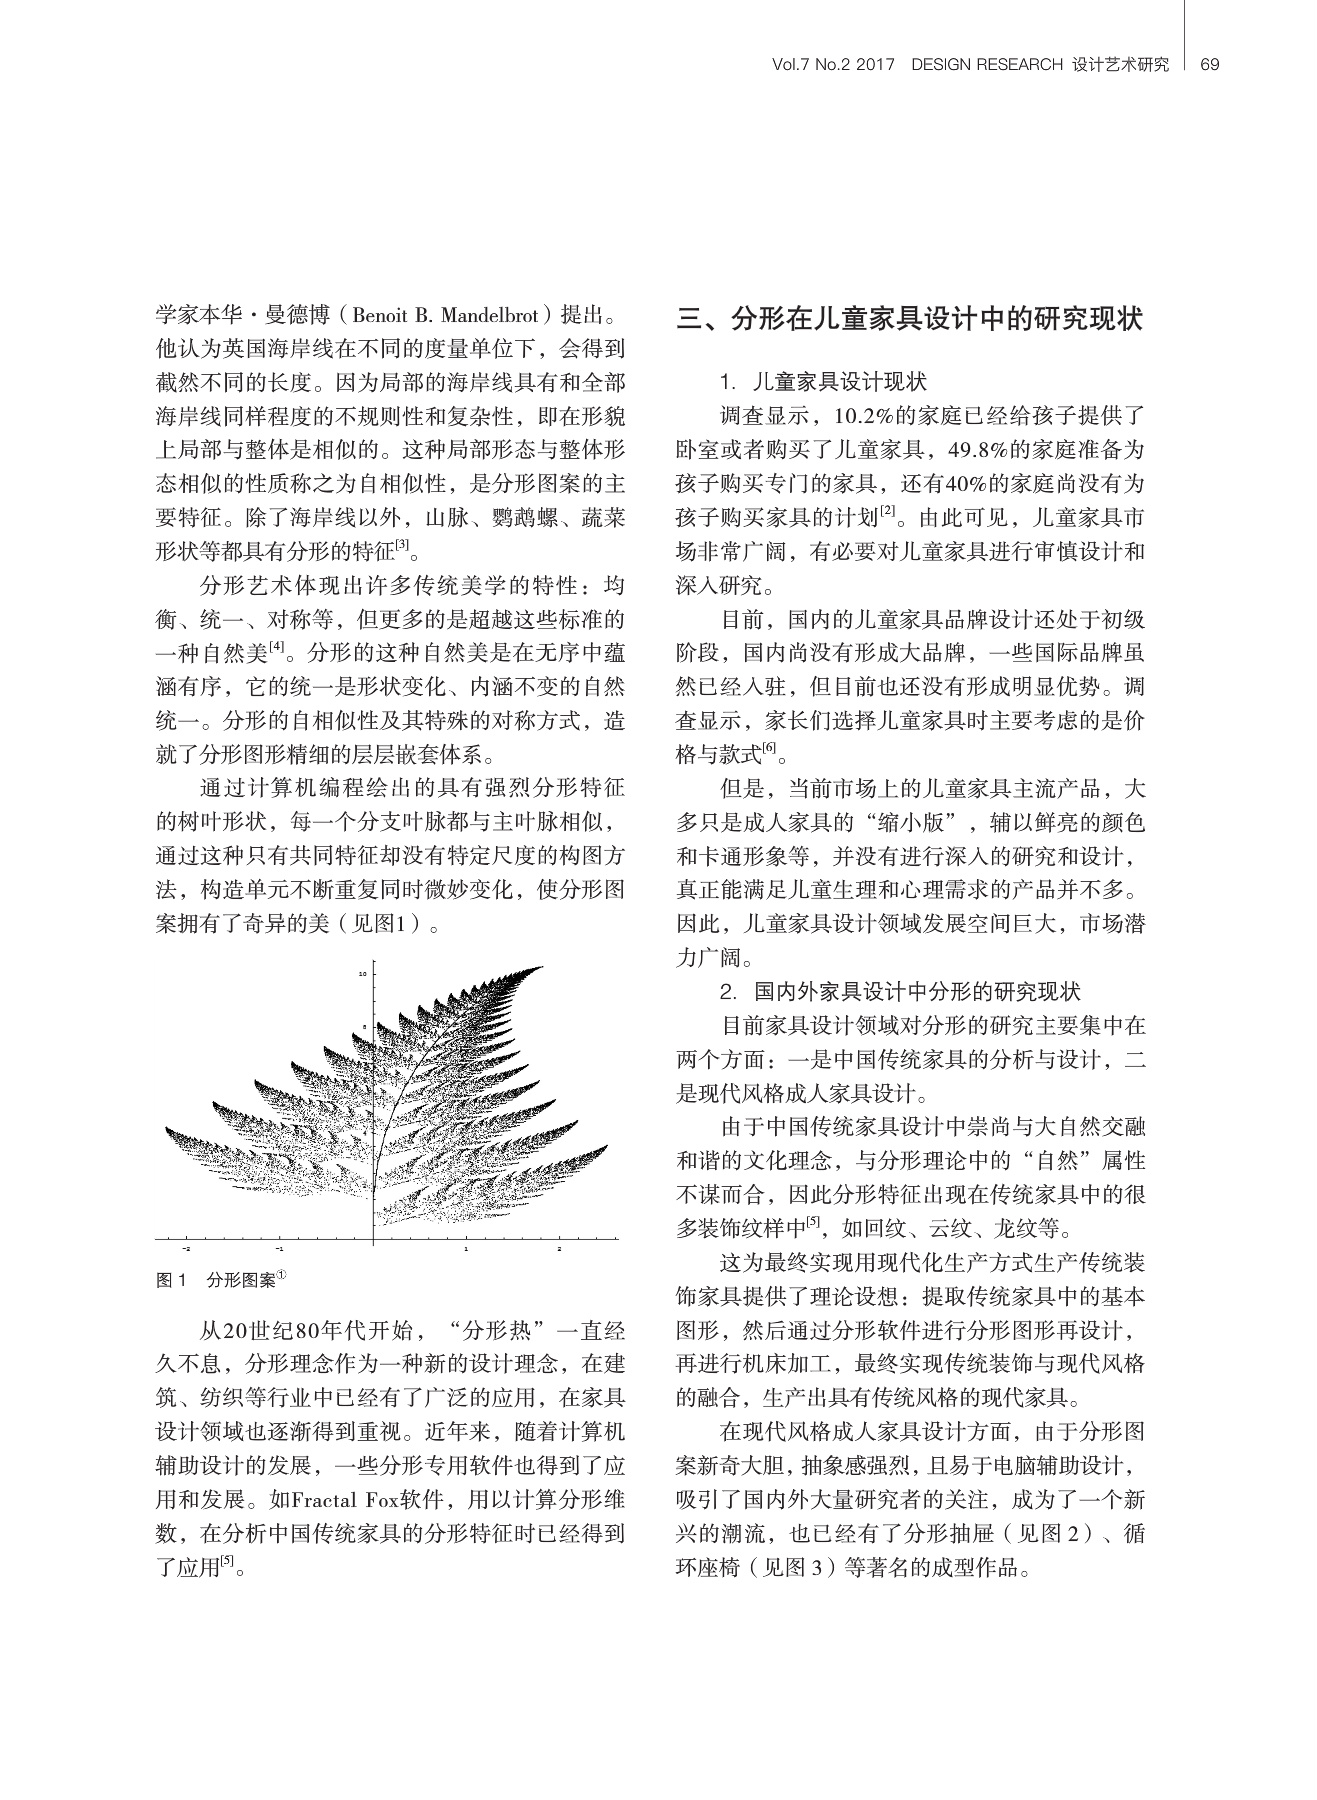 Vol.7 No.2 2017 DESIGN RESEARCH 设计艺术研究 69
学家本华·曼德博（Benoit B. Mandelbrot）提出。
他认为英国海岸线在不同的度量单位下，会得到
截然不同的长度。因为局部的海岸线具有和全部
海岸线同样程度的不规则性和复杂性，即在形貌
上局部与整体是相似的。这种局部形态与整体形
态相似的性质称之为自相似性，是分形图案的主
要特征。除了海岸线以外，山脉、鹦鹉螺、蔬菜
形状等都具有分形的特征[3]。
分形艺术体现出许多传统美学的特性：均
衡、统一、对称等，但更多的是超越这些标准的
一种自然美[4]。分形的这种自然美是在无序中蕴
涵有序，它的统一是形状变化、内涵不变的自然
统一。分形的自相似性及其特殊的对称方式，造
就了分形图形精细的层层嵌套体系。
通过计算机编程绘出的具有强烈分形特征
的树叶形状，每一个分支叶脉都与主叶脉相似，
通过这种只有共同特征却没有特定尺度的构图方
法，构造单元不断重复同时微妙变化，使分形图
案拥有了奇异的美（见图1）。
10
8
4
-2 -1 1 2
图 1 分形图案①
从20世纪80年代开始，“分形热”一直经
久不息，分形理念作为一种新的设计理念，在建
筑、纺织等行业中已经有了广泛的应用，在家具
设计领域也逐渐得到重视。近年来，随着计算机
辅助设计的发展，一些分形专用软件也得到了应
用和发展。如Fractal Fox软件，用以计算分形维
数，在分析中国传统家具的分形特征时已经得到
了应用[5]。
三、分形在儿童家具设计中的研究现状
1. 儿童家具设计现状
调查显示，10.2%的家庭已经给孩子提供了
卧室或者购买了儿童家具，49.8%的家庭准备为
孩子购买专门的家具，还有40%的家庭尚没有为
孩子购买家具的计划[2]。由此可见，儿童家具市
场非常广阔，有必要对儿童家具进行审慎设计和
深入研究。
目前，国内的儿童家具品牌设计还处于初级
阶段，国内尚没有形成大品牌，一些国际品牌虽
然已经入驻，但目前也还没有形成明显优势。调
查显示，家长们选择儿童家具时主要考虑的是价
格与款式[6]。
但是，当前市场上的儿童家具主流产品，大
多只是成人家具的“缩小版”，辅以鲜亮的颜色
和卡通形象等，并没有进行深入的研究和设计，
真正能满足儿童生理和心理需求的产品并不多。
因此，儿童家具设计领域发展空间巨大，市场潜
力广阔。
2. 国内外家具设计中分形的研究现状
目前家具设计领域对分形的研究主要集中在
两个方面：一是中国传统家具的分析与设计，二
是现代风格成人家具设计。
由于中国传统家具设计中崇尚与大自然交融
和谐的文化理念，与分形理论中的“自然”属性
不谋而合，因此分形特征出现在传统家具中的很
多装饰纹样中[5]，如回纹、云纹、龙纹等。
这为最终实现用现代化生产方式生产传统装
饰家具提供了理论设想：提取传统家具中的基本
图形，然后通过分形软件进行分形图形再设计，
再进行机床加工，最终实现传统装饰与现代风格
的融合，生产出具有传统风格的现代家具。
在现代风格成人家具设计方面，由于分形图
案新奇大胆，抽象感强烈，且易于电脑辅助设计，
吸引了国内外大量研究者的关注，成为了一个新
兴的潮流，也已经有了分形抽屉（见图 2）、循
环座椅（见图 3）等著名的成型作品。